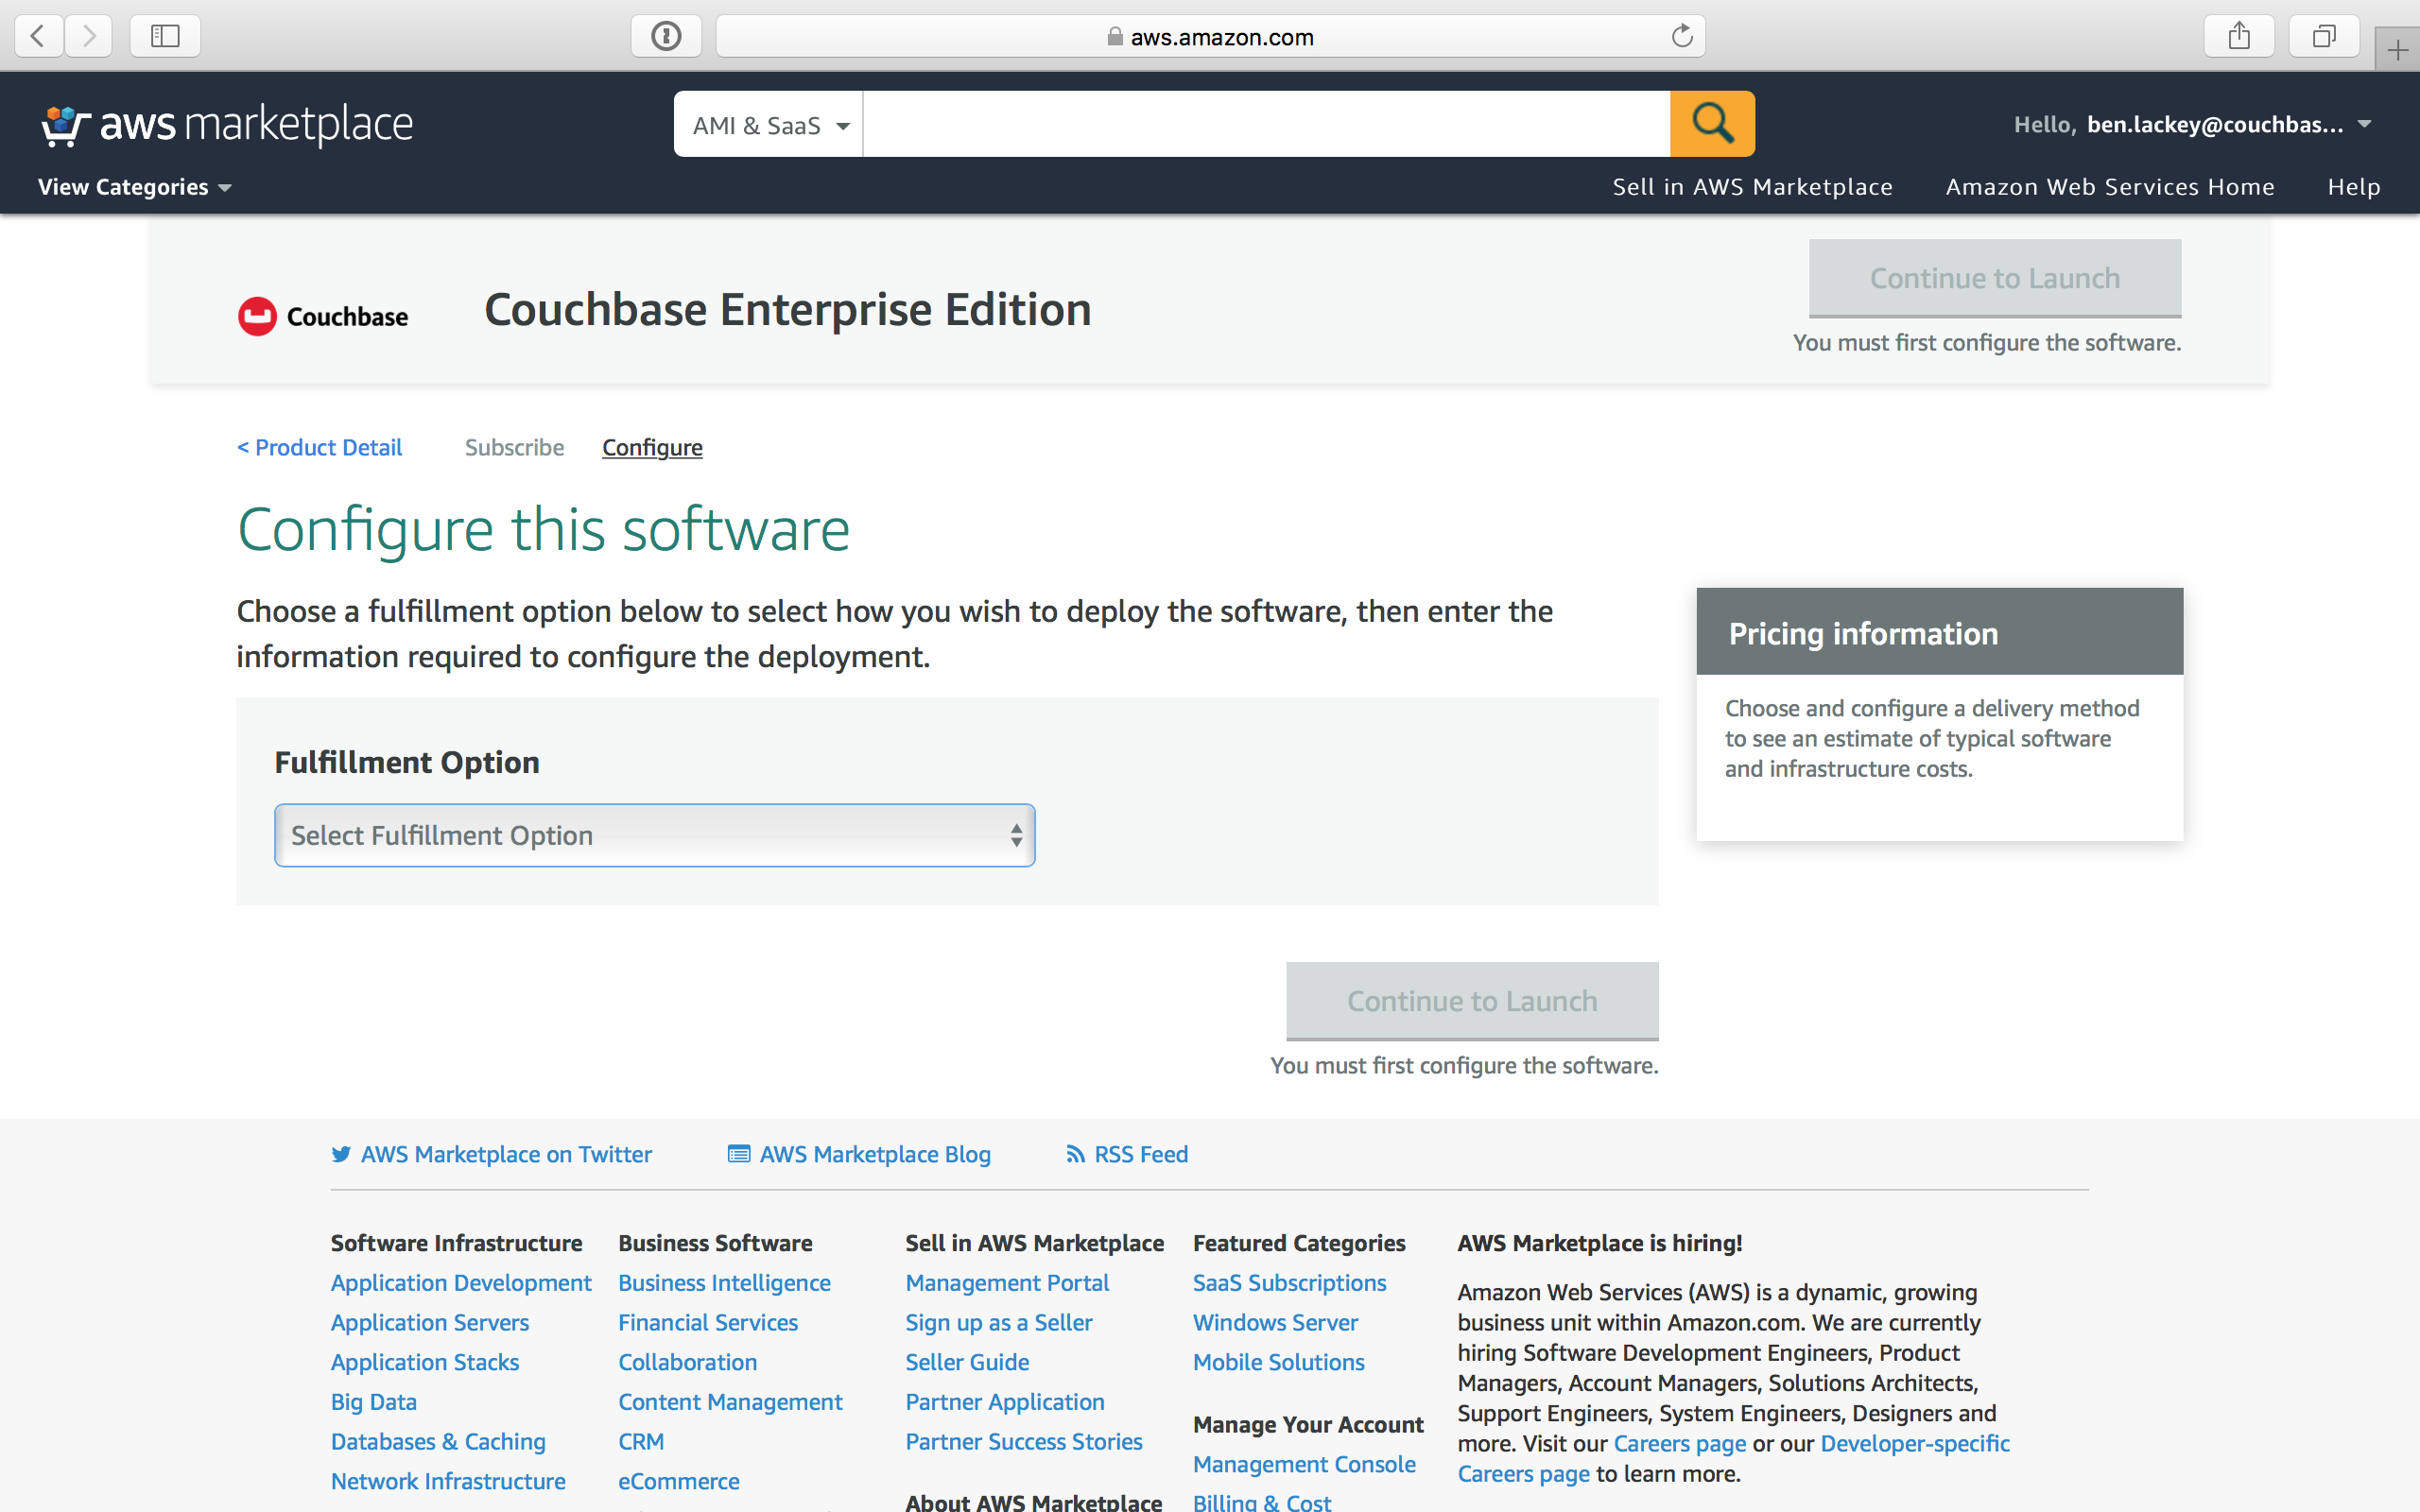 aws.amazon.com
aws marketplace
AMI & SaaS
Hello, ben.lackey@couchbas...
View Categories
Sell in AWS Marketplace
Amazon Web Services Home
Help
Couchbase
Couchbase Enterprise Edition
Continue to Launch
You must first configure the software.
< Product Detail
Subscribe
Configure
Configure this software
Choose a fulfillment option below to select how you wish to deploy the software, then enter the
information required to configure the deployment.
Pricing information
Choose and configure a delivery method
to see an estimate of typical software
and infrastructure costs.
Fulfillment Option
Select Fulfillment Option
Continue to Launch
You must first configure the software.
AWS Marketplace on Twitter
AWS Marketplace Blog
RSS Feed
Software Infrastructure
Application Development
Application Servers
Application Stacks
Big Data
Databases & Caching
Network Infrastructure
Business Software
Business Intelligence
Financial Services
Collaboration
Content Management
CRM
eCommerce
Sell in AWS Marketplace
Management Portal
Sign up as a Seller
Seller Guide
Partner Application
Partner Success Stories
About AWS Marketplace
Featured Categories
SaaS Subscriptions
Windows Server
Mobile Solutions
Manage Your Account
Management Console
Billing & Cost
AWS Marketplace is hiring!
Amazon Web Services (AWS) is a dynamic, growing
business unit within Amazon.com. We are currently
hiring Software Development Engineers, Product
Managers, Account Managers, Solutions Architects,
Support Engineers, System Engineers, Designers and
more. Visit our Careers page or our Developer-specific
Careers page to learn more.